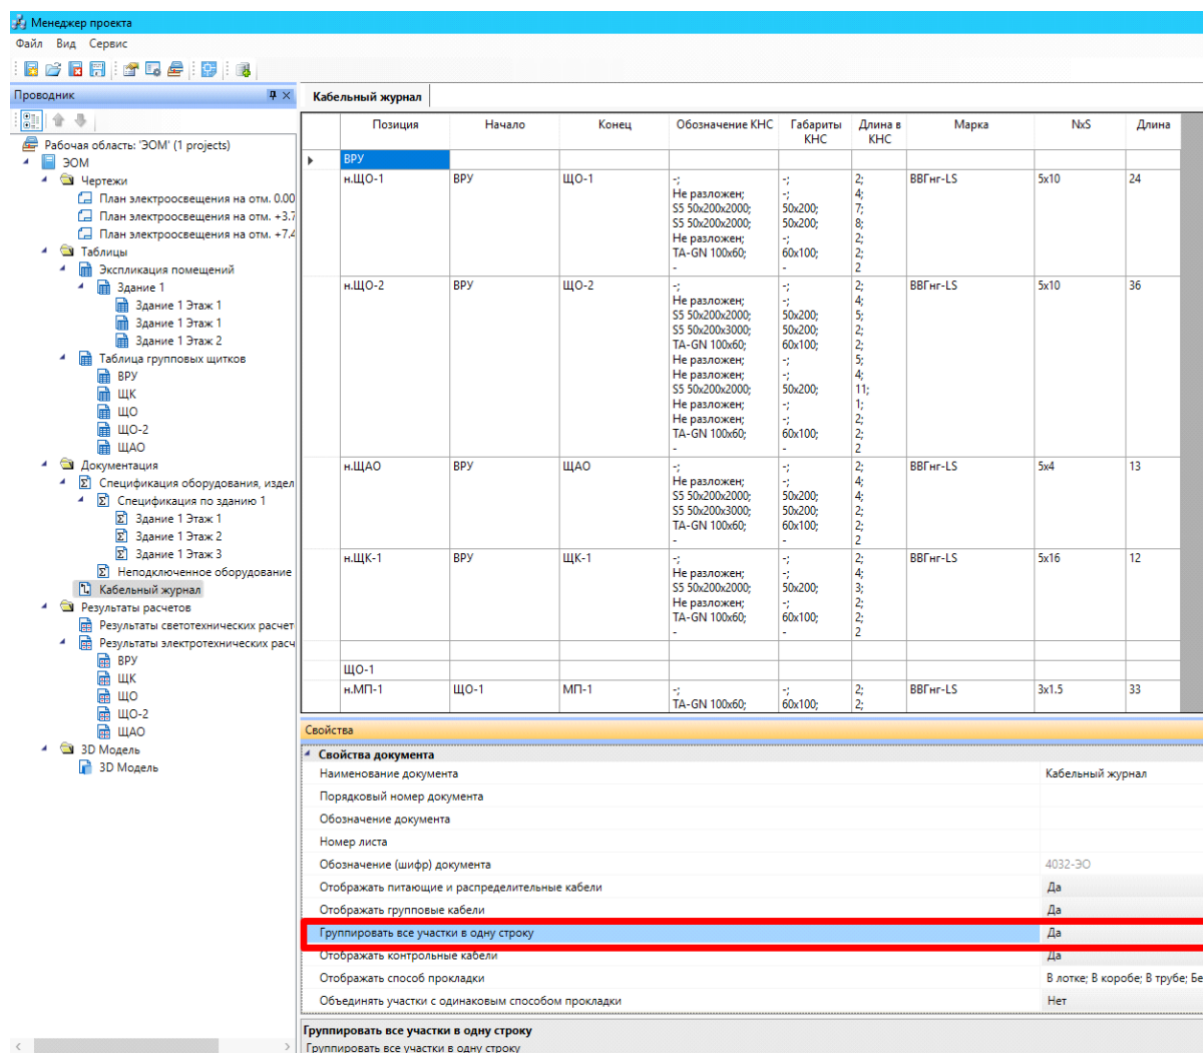 Менеджер проекта
Файл Вид Сервис
Проводник
Рабочая область: 'ЭОМ' (1 projects)
ЭОМ
Чертежи
План электроосвещения на отм. 0.00
План электроосвещения на отм. +3.7
План электроосвещения на отм. +7.4
Таблицы
Экспликация помещений
Здание 1
Здание 1 Этаж 1
Здание 1 Этаж 1
Здание 1 Этаж 2
Таблица групповых щитков
ВРУ
ЩК
ЩО
ЩО-2
ЩАО
Документация
Спецификация оборудования, издел
Спецификация по зданию 1
Здание 1 Этаж 1
Здание 1 Этаж 2
Здание 1 Этаж 3
Неподключенное оборудование
Кабельный журнал
Результаты расчетов
Результаты светотехнических расчет
Результаты электротехнических расч
ВРУ
ЩК
ЩО
ЩО-2
ЩАО
3D Модель
3D Модель
Кабельный журнал
Позиция Начало Конец Обозначение КНС Габариты КНС Длина в КНС Марка NxS Длина
ВРУ
н.ЩО-1 ВРУ ЩО-1 -; -; 2; ВВГнг-LS 5x10 24
Не разложен; -; 4;
S5 50x200x2000; 50x200; 7;
S5 50x200x2000; 50x200; 8;
Не разложен; -; 2;
TA-GN 100x60; 60x100; 2;
- - 2
н.ЩО-2 ВРУ ЩО-2 -; -; 2; ВВГнг-LS 5x10 36
Не разложен; -; 4;
S5 50x200x2000; 50x200; 5;
S5 50x200x3000; 50x200; 2;
TA-GN 100x60; 60x100; 2;
Не разложен; -; 5;
Не разложен; -; 4;
S5 50x200x2000; 50x200; 11;
Не разложен; -; 1;
Не разложен; -; 2;
TA-GN 100x60; 60x100; 2;
- - 2
н.ЩАО ВРУ ЩАО -; -; 2; ВВГнг-LS 5x4 13
Не разложен; -; 4;
S5 50x200x2000; 50x200; 4;
S5 50x200x3000; 50x200; 2;
TA-GN 100x60; 60x100; 2;
- - 2
н.ЩК-1 ВРУ ЩК-1 -; -; 2; ВВГнг-LS 5x16 12
Не разложен; -; 4;
S5 50x200x2000; 50x200; 3;
Не разложен; -; 2;
TA-GN 100x60; 60x100; 2;
- - 2
ЩО-1
н.МП-1 ЩО-1 МП-1 -; -; 2; ВВГнг-LS 3x1.5 33
TA-GN 100x60; 60x100; 2;
Свойства
Свойства документа
Наименование документа Кабельный журнал
Порядковый номер документа
Обозначение документа
Номер листа
Обозначение (шифр) документа 4032-ЭО
Отображать питающие и распределительные кабели Да
Отображать групповые кабели Да
Группировать все участки в одну строку Да
Отображать контрольные кабели Да
Отображать способ прокладки В лотке; В коробе; В трубе; Бе
Объединять участки с одинаковым способом прокладки Нет
Группировать все участки в одну строку
Группировать все участки в одну строку